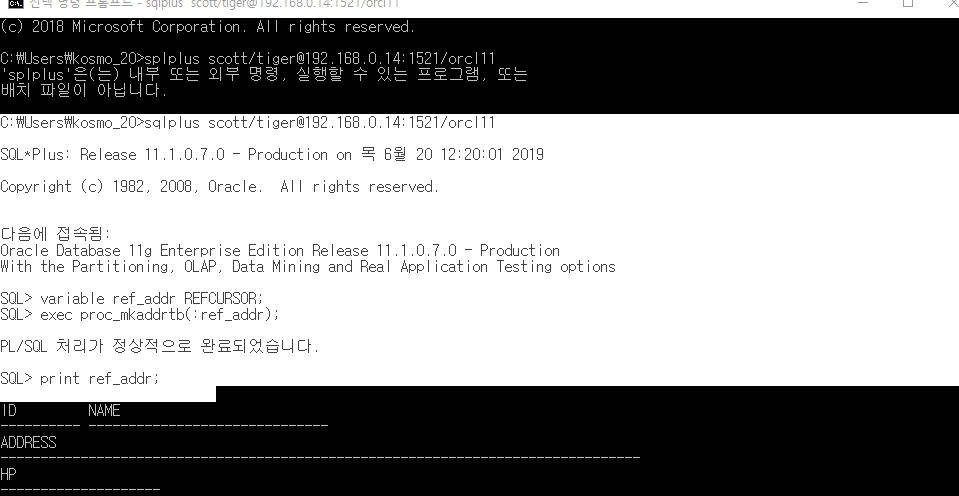 선택 명령 프롬프트 - sqlplus scott/tiger@192.168.0.14:1521/orcl11
(c) 2018 Microsoft Corporation. All rights reserved.
C:₩Users₩kosmo_20>splplus scott/tiger@192.168.0.14:1521/orcl11
'splplus'은(는) 내부 또는 외부 명령, 실행할 수 있는 프로그램, 또는
배치 파일이 아닙니다.
C:₩Users₩kosmo_20>sqlplus scott/tiger@192.168.0.14:1521/orcl11
SQL*Plus: Release 11.1.0.7.0 - Production on 목 6월 20 12:20:01 2019
Copyright (c) 1982, 2008, Oracle.  All rights reserved.
다음에 접속됨:
Oracle Database 11g Enterprise Edition Release 11.1.0.7.0 - Production
With the Partitioning, OLAP, Data Mining and Real Application Testing options
SQL> variable ref_addr REFCURSOR;
SQL> exec proc_mkaddrtb(:ref_addr);
PL/SQL 처리가 정상적으로 완료되었습니다.
SQL> print ref_addr;
ID         NAME
---------- ------------------------------
ADDRESS
--------------------------------------------------------------------------------
HP
--------------------